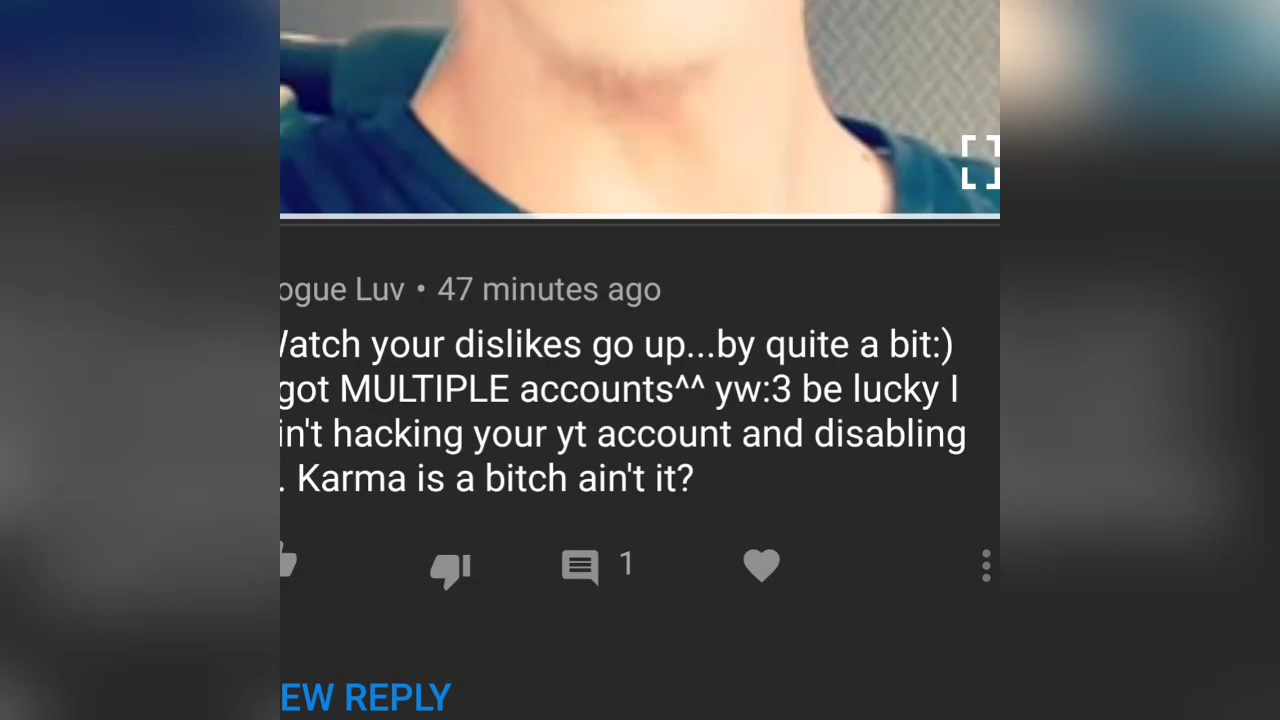 ogue Luv • 47 minutes ago
atch your dislikes go up...by quite a bit:)
got MULTIPLE accounts^^ yw:3 be lucky I
in't hacking your yt account and disabling
. Karma is a bitch ain't it?
1
EW REPLY